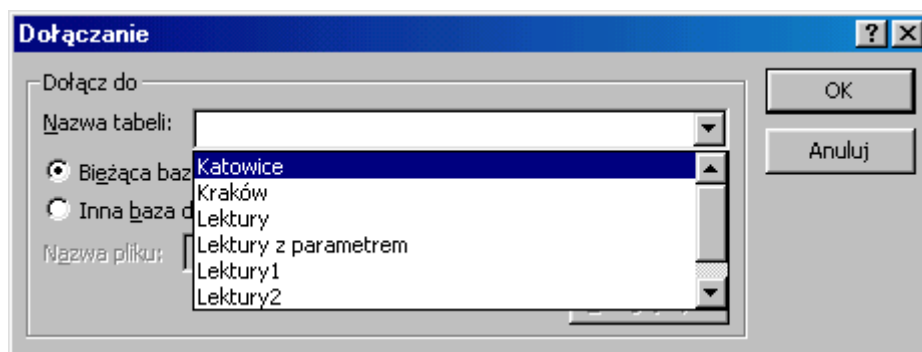 Dołączanie
Dołącz do
OK
Nazwa tabeli:
Anuluj
Bieżąca baz
Katowice
Kraków
Inna baza d
Lektury
Lektury z parametrem
Nazwa pliku:
Lektury1
Lektury2